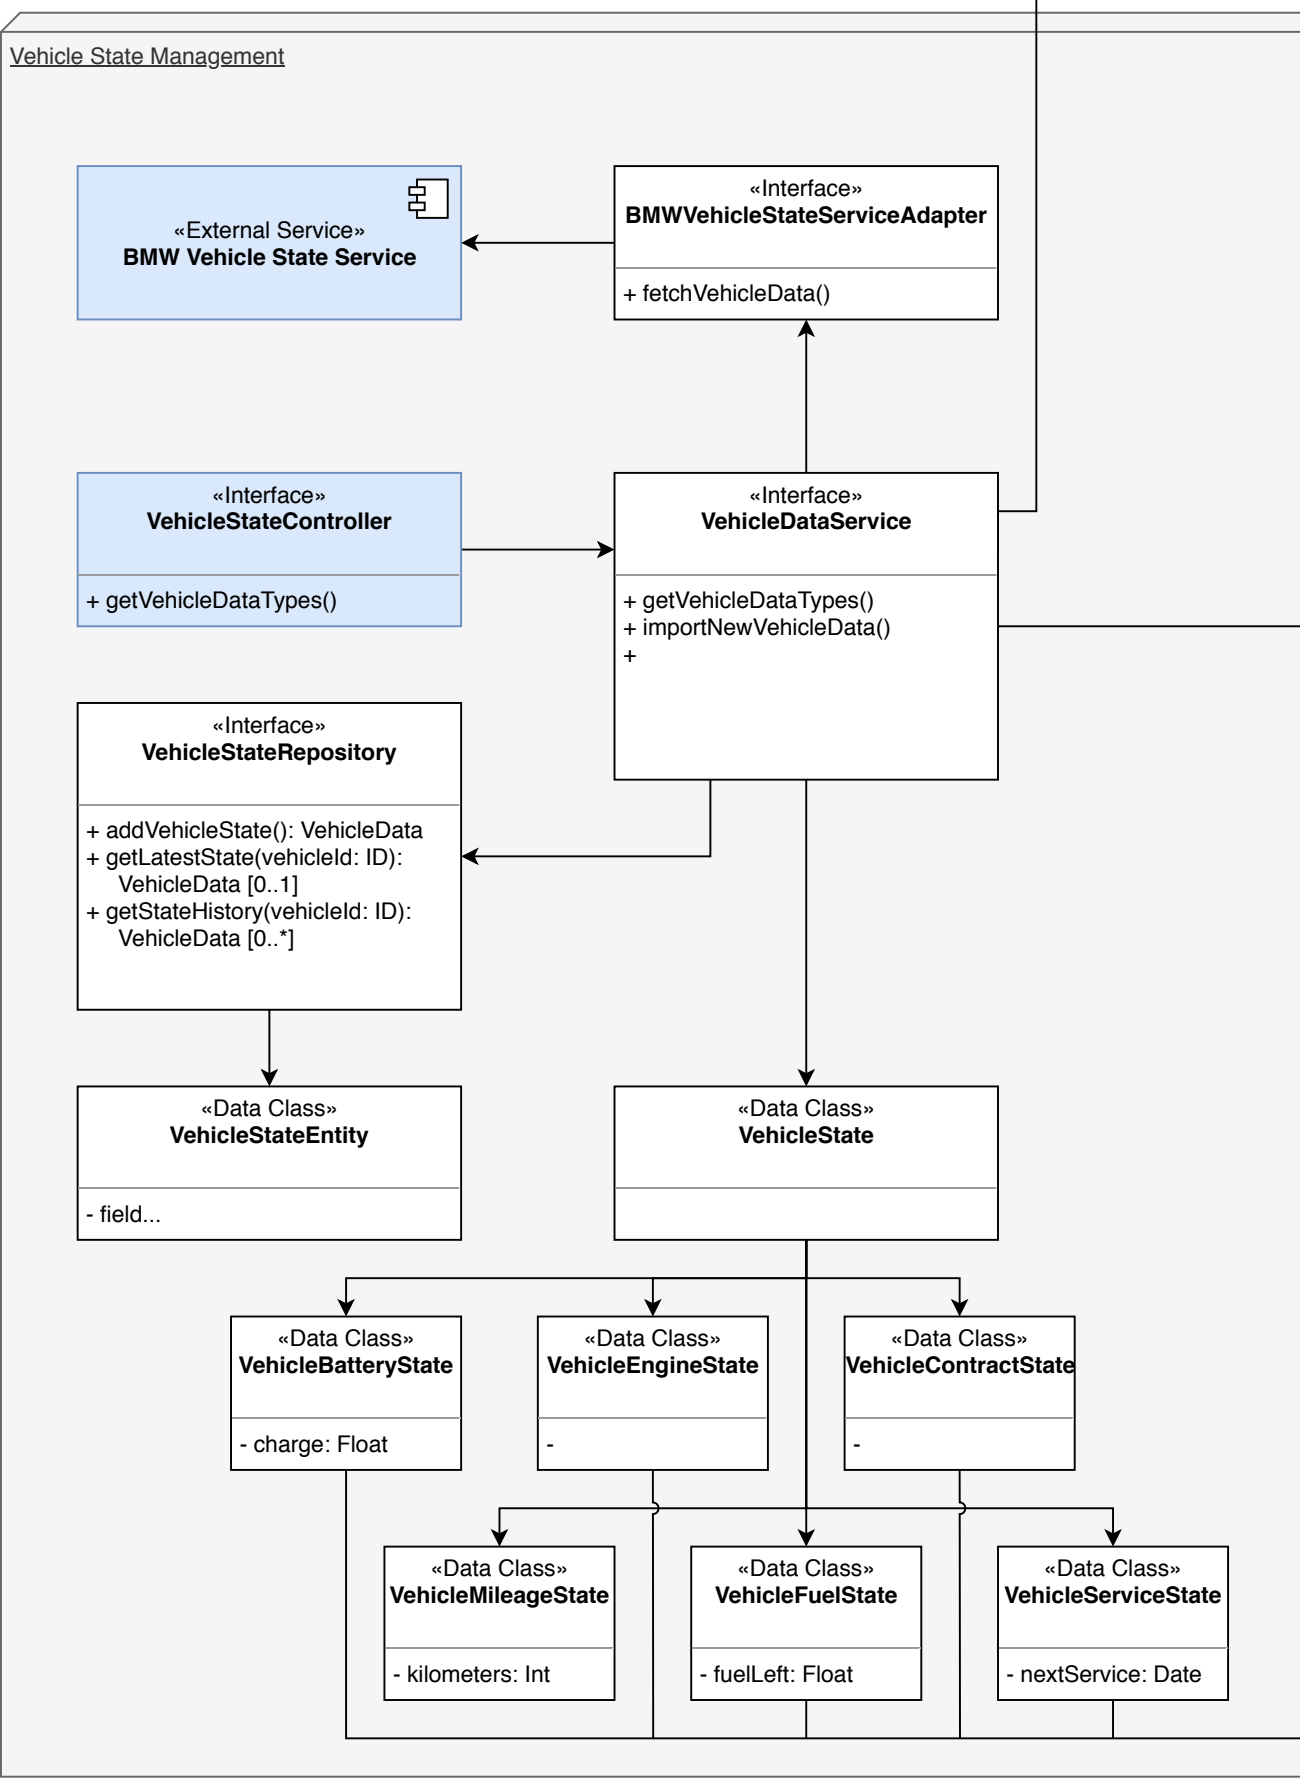 Vehicle State Management
«External Service»
BMW Vehicle State Service
«Interface»
BMWVehicleStateServiceAdapter
+ fetchVehicleData()
«Interface»
VehicleStateController
+ getVehicleDataTypes()
«Interface»
VehicleDataService
+ getVehicleDataTypes()
+ importNewVehicleData()
+
«Interface»
VehicleStateRepository
+ addVehicleState(): VehicleData
+ getLatestState(vehicleId: ID):
VehicleData [0..1]
+ getStateHistory(vehicleId: ID):
VehicleData [0..*]
«Data Class»
VehicleStateEntity
- field...
«Data Class»
VehicleState
«Data Class»
VehicleBatteryState
- charge: Float
«Data Class»
VehicleEngineState
-
«Data Class»
VehicleContractState
-
«Data Class»
VehicleMileageState
- kilometers: Int
«Data Class»
VehicleFuelState
- fuelLeft: Float
«Data Class»
VehicleServiceState
- nextService: Date